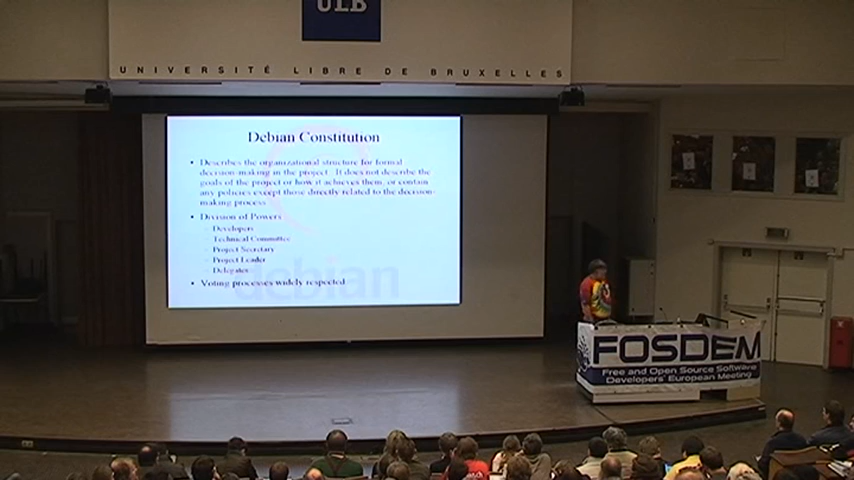 ULB
UNIVERSITÉ LIBRE DE BRUXELLES
Debian Constitution
• Describes the organizational structure for formal
decision-making in the project. It does not describe the
goals of the project or how it achieves them, or contain
any policies except those directly related to the decision-
making process.
• Division of Powers
– Developers
– Technical Committee
– Project Secretary
– Project Leader
– Delegates
• Voting processes widely respected
debian
FOSDEM
Free and Open Source Software
Developers' European Meeting